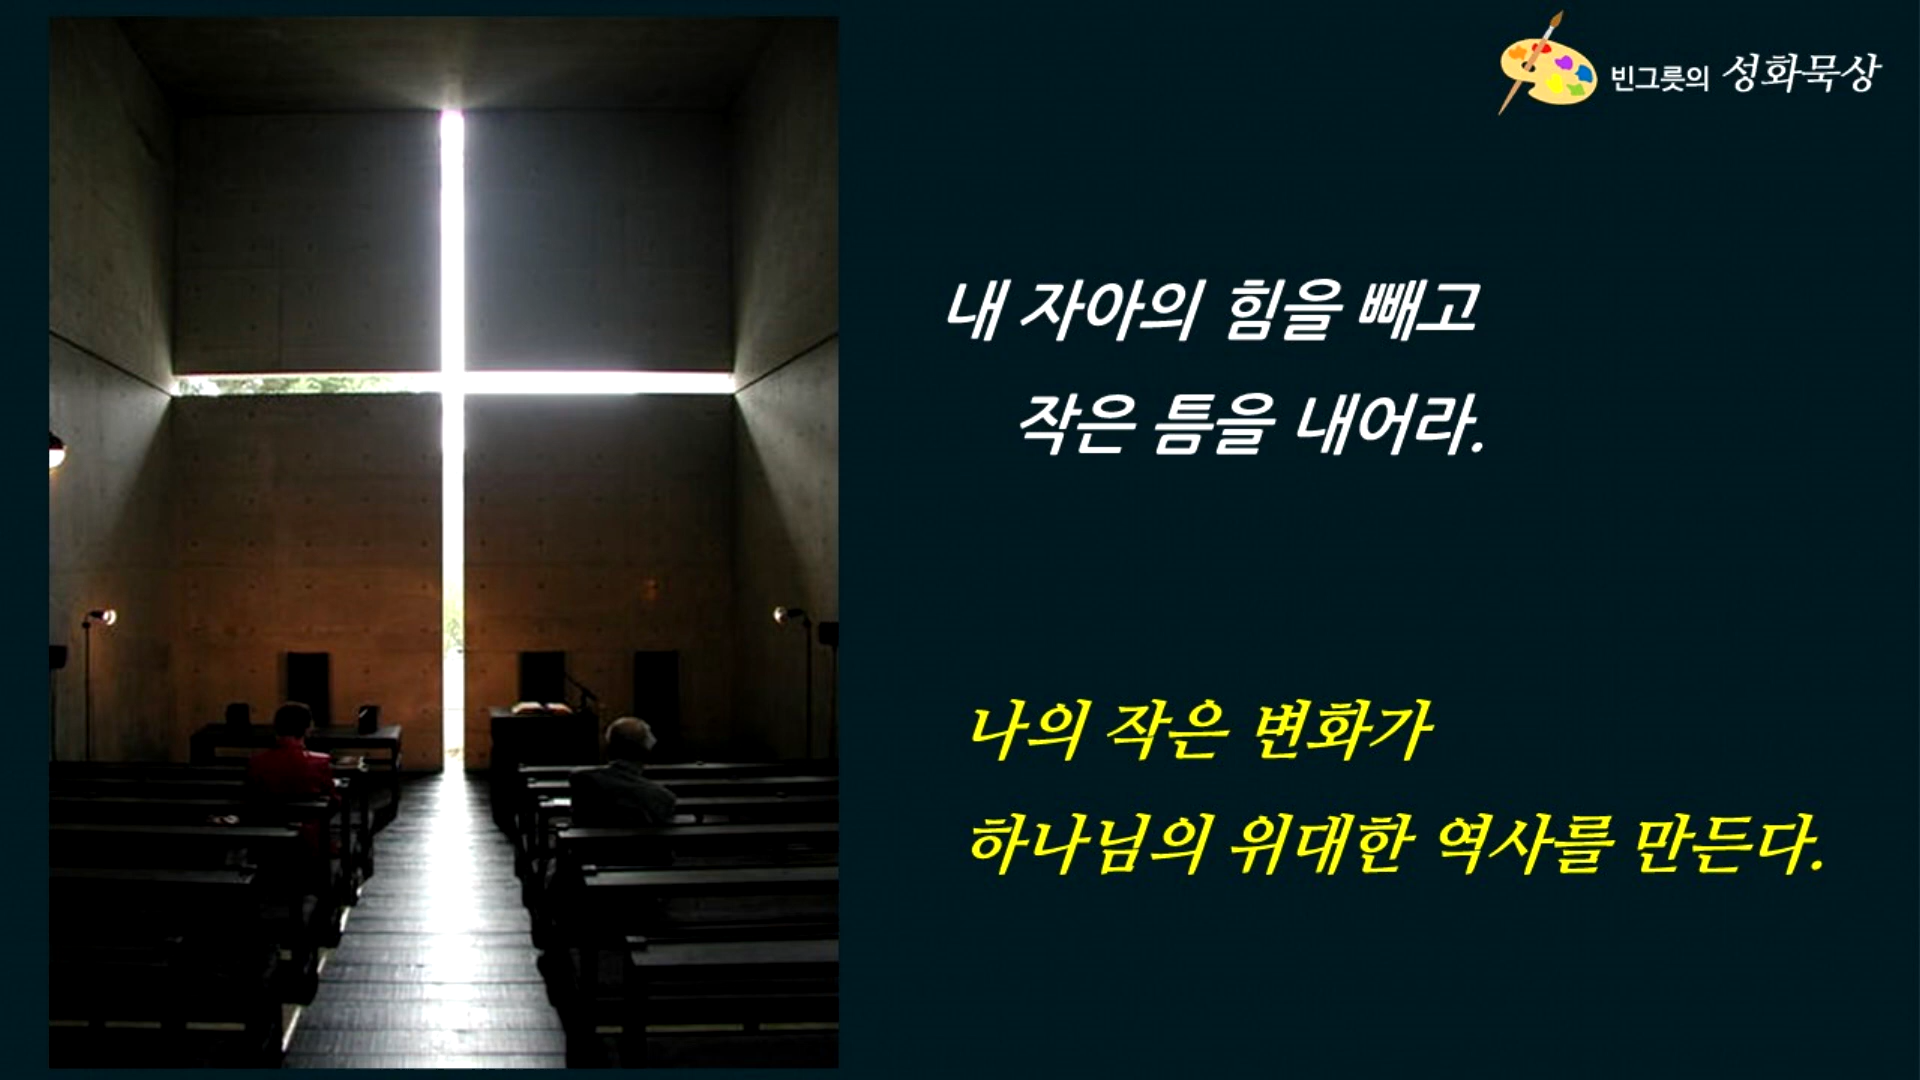 빈그릇의 성화묵상
내 자아의 힘을 빼고
작은 틈을 내어라.
나의 작은 변화가
하나님의 위대한 역사를 만든다.